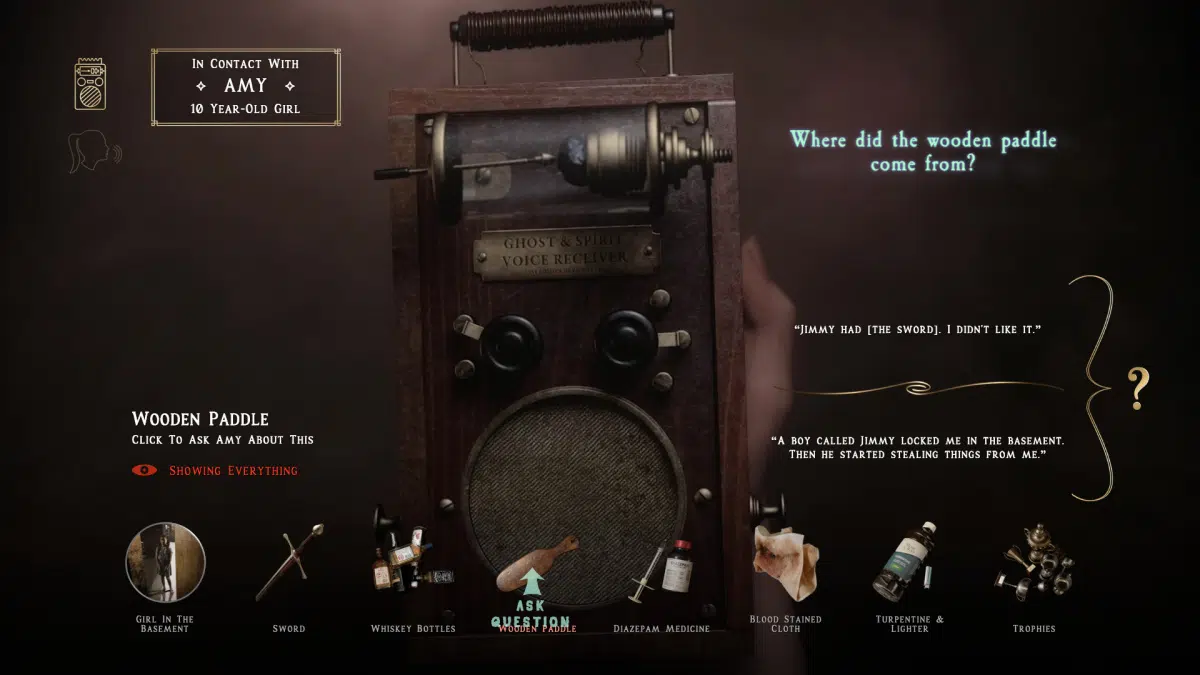 In Contact With
AMY
10 Year-Old Girl
Where did the wooden paddle
come from?
GHOST & SPIRIT
VOICE RECEIVER
"Jimmy had [the sword]. I didn't like it."
?
"A boy called Jimmy locked me in the basement.
Then he started stealing things from me."
Wooden Paddle
Click To Ask Amy About This
Showing Everything
Girl In The
Basement
Sword
Whiskey Bottles
ASK
QUESTION
Wooden Paddle
Diazepam Medicine
Blood Stained
Cloth
Turpentine &
Lighter
Trophies